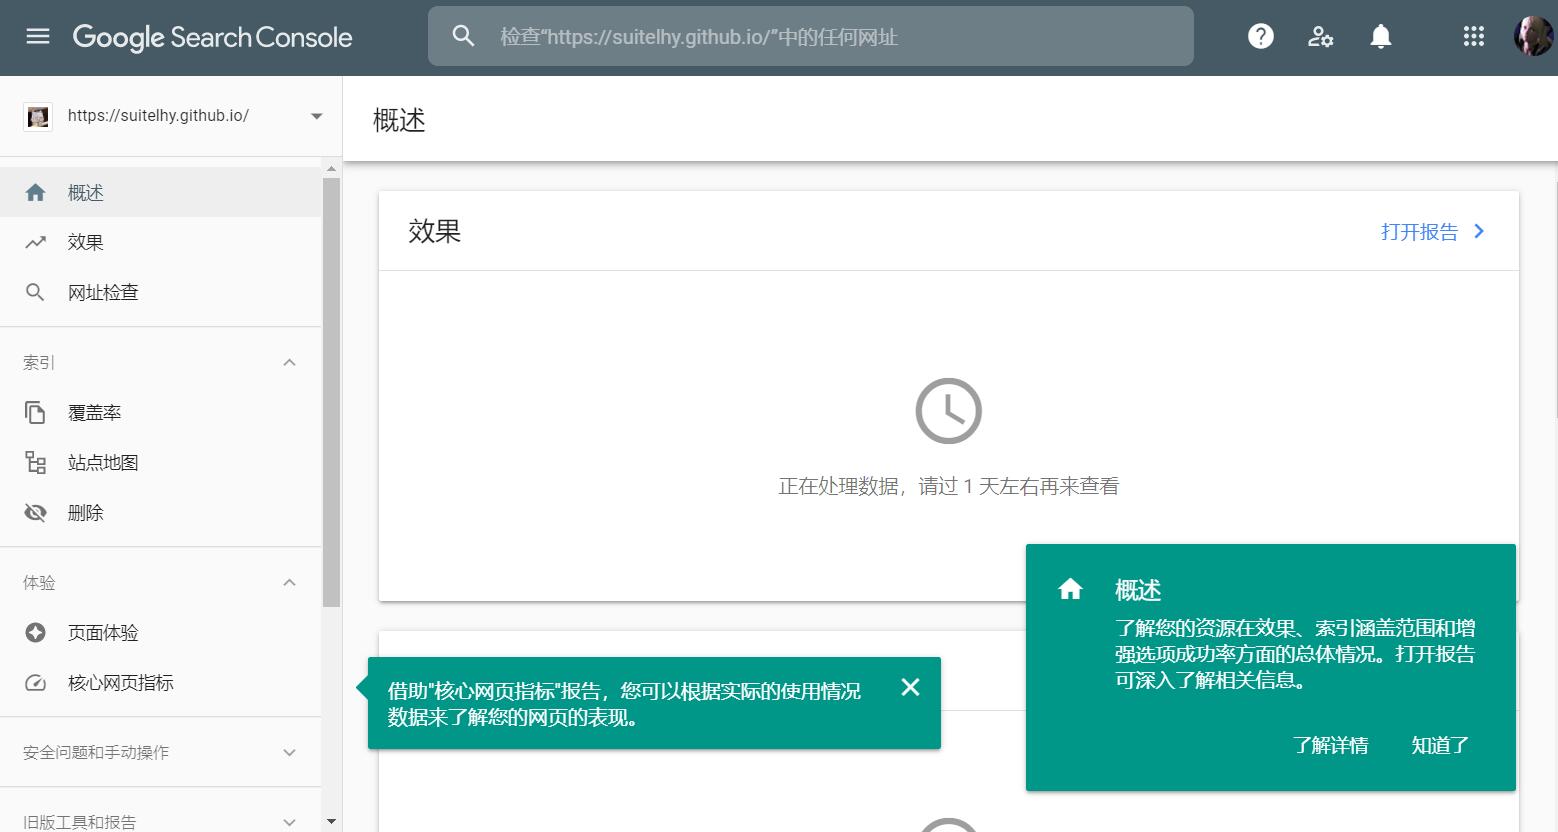 Google Search Console
检查“https://suitelhy.github.io/”中的任何网址
https://suitelhy.github.io/
概述
效果
网址检查
索引
覆盖率
站点地图
删除
体验
页面体验
核心网页指标
安全问题和手动操作
旧版工具和报告
概述
效果
打开报告
正在处理数据，请过 1 天左右再来查看
借助"核心网页指标"报告，您可以根据实际的使用情况
数据来了解您的网页的表现。
概述
了解您的资源在效果、索引涵盖范围和增
强选项成功率方面的总体情况。打开报告
可深入了解相关信息。
了解详情 知道了